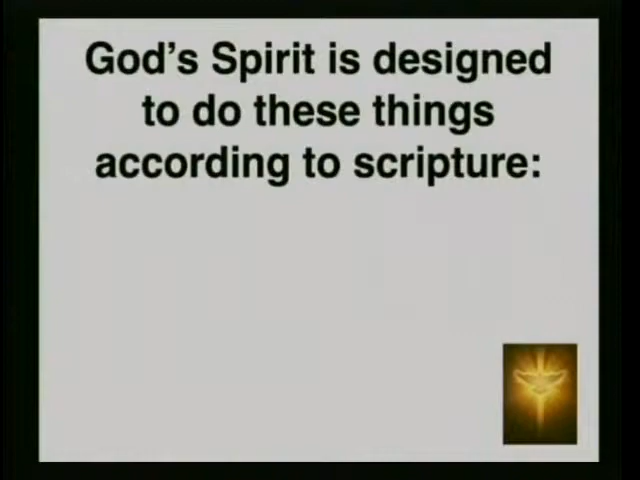 God's Spirit is designed
to do these things
according to scripture: